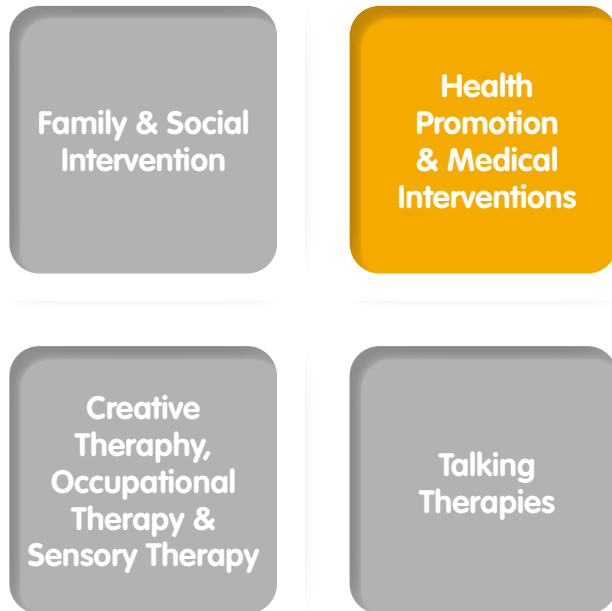 Family & Social
Intervention
Health
Promotion
& Medical
Interventions
Creative
Theraphy,
Occupational
Therapy &
Sensory Therapy
Talking
Therapies